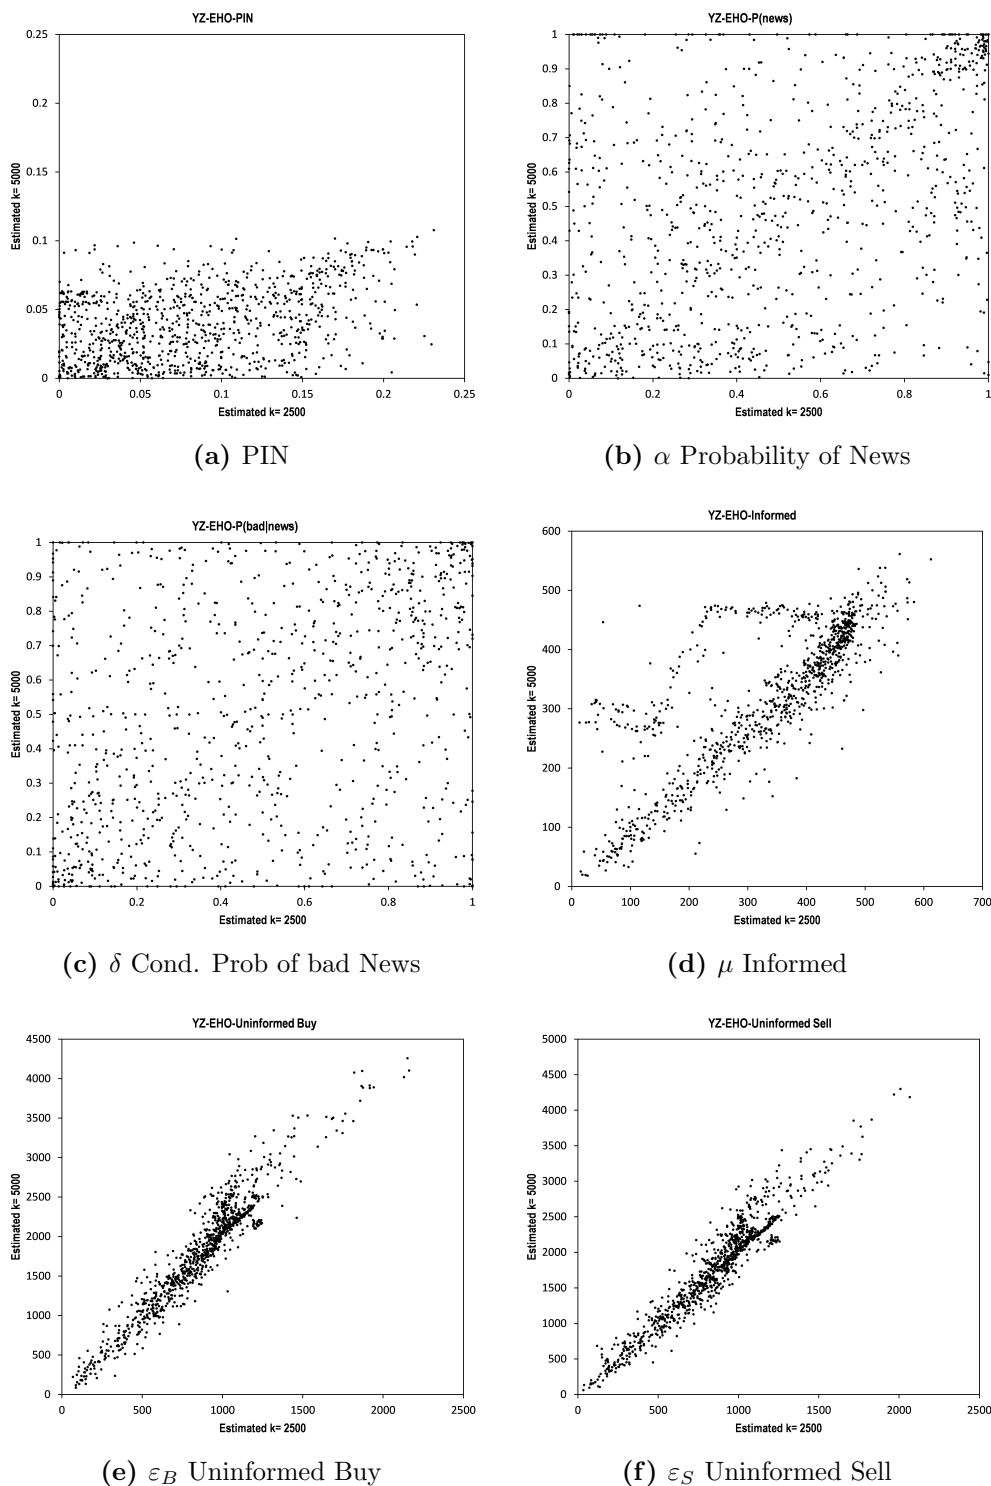 YZ-EHO-PIN
0.25
0.2
0.15
0.1
0.05
0
Estimated k= 5000
0 0.05 0.1 0.15 0.2 0.25
Estimated k= 2500
(a) PIN
YZ-EHO-P(news)
1
0.9
0.8
0.7
0.6
0.5
0.4
0.3
0.2
0.1
0
Estimated k= 5000
0 0.2 0.4 0.6 0.8 1
Estimated k= 2500
(b) α Probability of News
YZ-EHO-P(bad|news)
1
0.9
0.8
0.7
0.6
0.5
0.4
0.3
0.2
0.1
0
Estimated k= 5000
0 0.2 0.4 0.6 0.8 1
Estimated k= 2500
(c) δ Cond. Prob of bad News
YZ-EHO-Informed
600
500
400
300
200
100
0
Estimated k= 5000
0 100 200 300 400 500 600 700
Estimated k= 2500
(d) μ Informed
YZ-EHO-Uninformed Buy
4500
4000
3500
3000
2500
2000
1500
1000
500
0
Estimated k= 5000
0 500 1000 1500 2000 2500
Estimated k= 2500
(e) εB Uninformed Buy
YZ-EHO-Uninformed Sell
5000
4500
4000
3500
3000
2500
2000
1500
1000
500
0
Estimated k= 5000
0 500 1000 1500 2000 2500
Estimated k= 2500
(f) εS Uninformed Sell